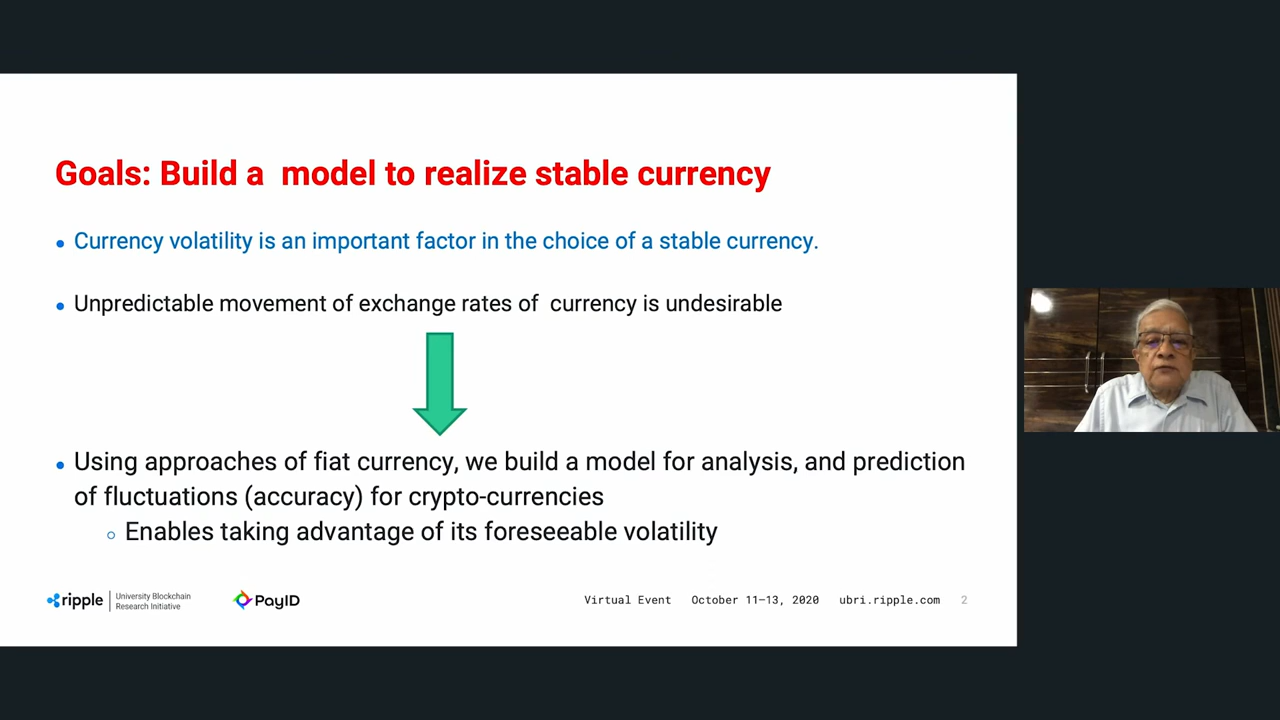 Goals: Build a  model to realize stable currency
• Currency volatility is an important factor in the choice of a stable currency.
• Unpredictable movement of exchange rates of  currency is undesirable
• Using approaches of fiat currency, we build a model for analysis, and prediction
of fluctuations (accuracy) for crypto-currencies
○ Enables taking advantage of its foreseeable volatility
ripple
University Blockchain
Research Initiative
PayID
Virtual Event October 11–13, 2020 ubri.ripple.com 2